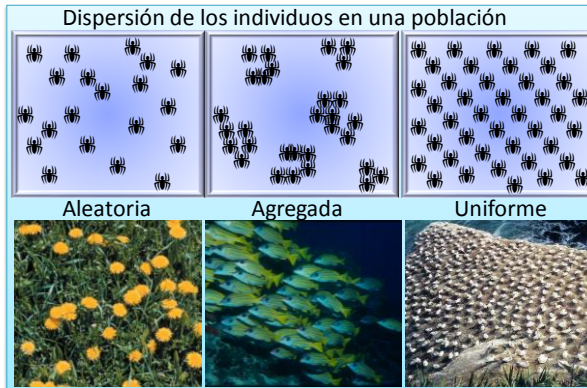 Dispersión de los individuos en una población
Aleatoria
Agregada
Uniforme